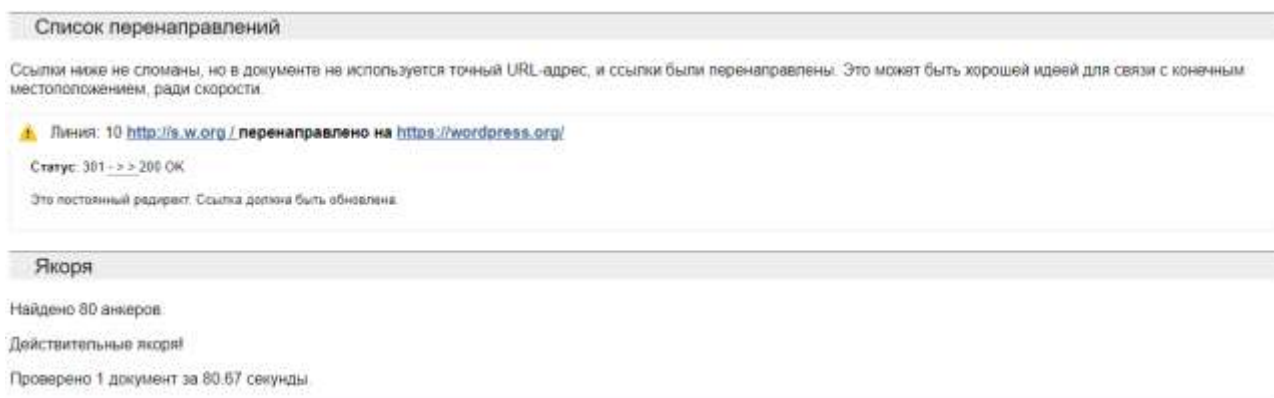 Список перенаправлений
Ссылки ниже не сломаны, но в документе не используется точный URL-адрес, и ссылки были перенаправлены. Это может быть хорошей идеей для связи с конечным
местоположением, ради скорости.
Линия: 10 http://s.w.org / перенаправлено на https://wordpress.org/
Статус: 301 - > > 200 OK
Это постоянный редирект. Ссылка должна быть обновлена.
Якоря
Найдено 80 анкеров.
Действительные якоря!
Проверено 1 документ за 80.67 секунды.